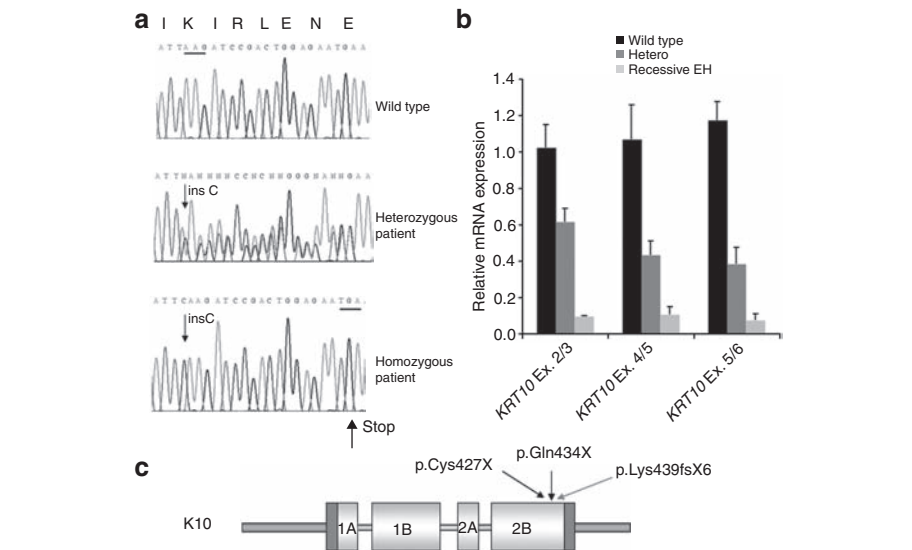 a
I K I R L E N E
A T T A A G A T C C G A C T G G A G A A T G A A
Wild type
ins C
Heterozygous
patient
A T T C A A G A T C C G A C T G G A G A A T G A
insC
Homozygous
patient
Stop
b
Wild type
Hetero
Recessive EH
Relative mRNA expression
1.4
1.2
1.0
0.8
0.6
0.4
0.2
0.0
KRT10 Ex. 2/3
KRT10 Ex. 4/5
KRT10 Ex. 5/6
c
p.Cys427X
p.Gln434X
p.Lys439fsX6
K10
1A
1B
2A
2B